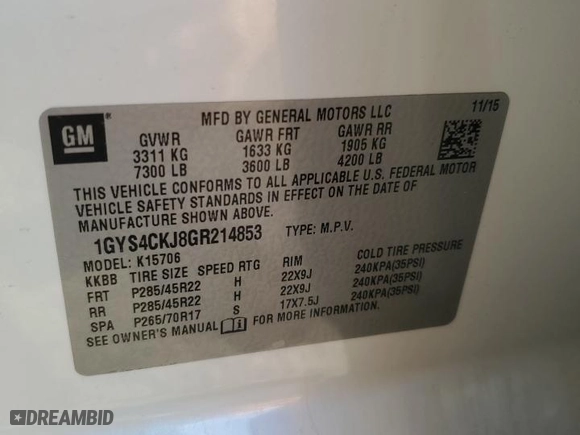 MFD BY GENERAL MOTORS LLC 11/15
GM
GVWR GAWR FRT GAWR RR
3311 KG 1633 KG 1905 KG
7300 LB 3600 LB 4200 LB
THIS VEHICLE CONFORMS TO ALL APPLICABLE U.S. FEDERAL MOTOR
VEHICLE SAFETY STANDARDS IN EFFECT ON THE DATE OF
MANUFACTURE SHOWN ABOVE.
1GYS4CKJ8GR214853 TYPE: M.P.V.
MODEL: K15706
KKBB TIRE SIZE SPEED RTG RIM COLD TIRE PRESSURE
FRT P285/45R22 H 22X9J 240KPA(35PSI)
RR P285/45R22 H 22X9J 240KPA(35PSI)
SPA P265/70R17 S 17X7.5J 240KPA(35PSI)
SEE OWNER'S MANUAL FOR MORE INFORMATION.
DREAMBID